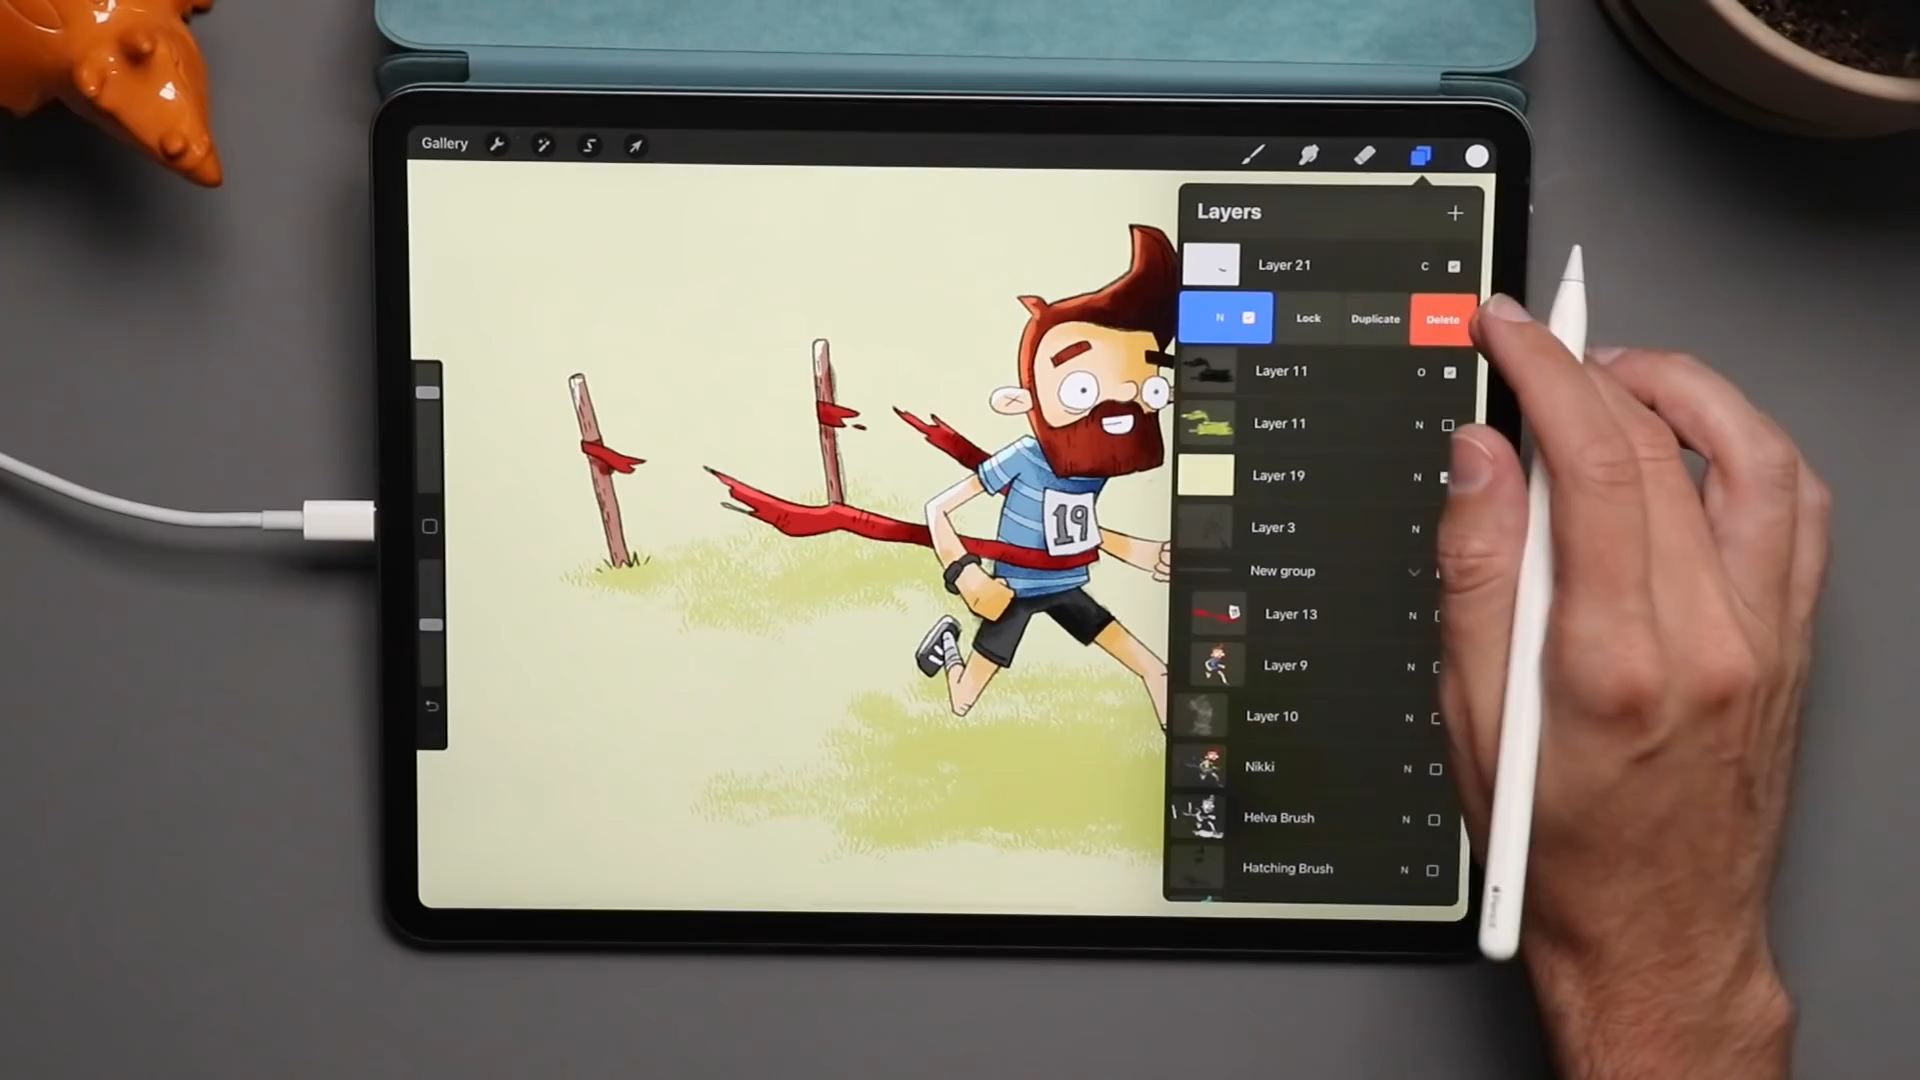 Gallery
Layers
Layer 21 C
N Lock Duplicate Delete
Layer 11 O
Layer 11 N
Layer 19 N
Layer 3 N
New group
Layer 13 N
Layer 9 N
Layer 10 N
Nikki N
Helva Brush N
Hatching Brush N
19
Pencil